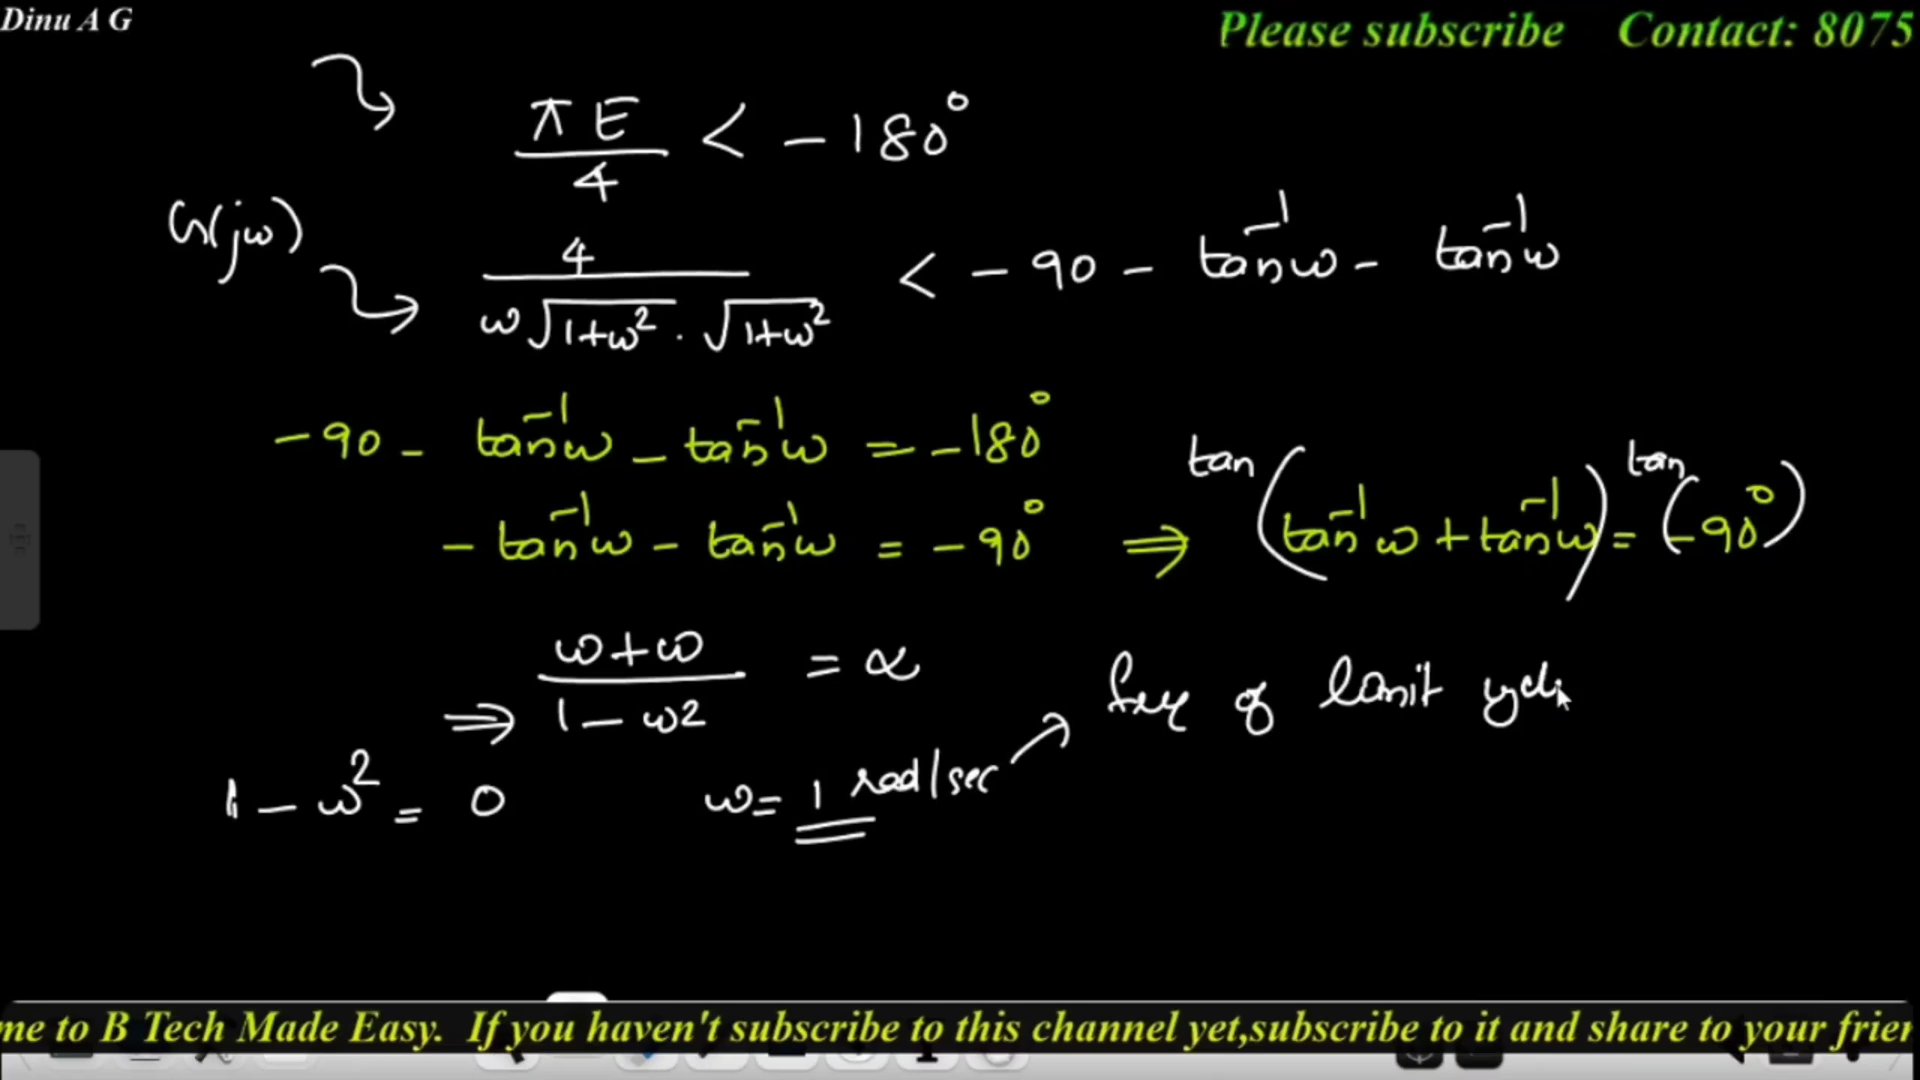 Dinu A G
Please subscribe Contact: 8075
πE/4 < -180°
G(jω)
4/(ω√(1+ω²) · √(1+ω²)) < -90 - tan⁻¹ω - tan⁻¹ω
-90 - tan⁻¹ω - tan⁻¹ω = -180°
-tan⁻¹ω - tan⁻¹ω = -90° ⇒ tan(tan⁻¹ω + tan⁻¹ω) = tan(-90°)
⇒ (ω+ω)/(1-ω2) = ∝
1 - ω² = 0 ω = 1 rad/sec
of limit
me to B Tech Made Easy. If you haven't subscribe to this channel yet,subscribe to it and share to your frien